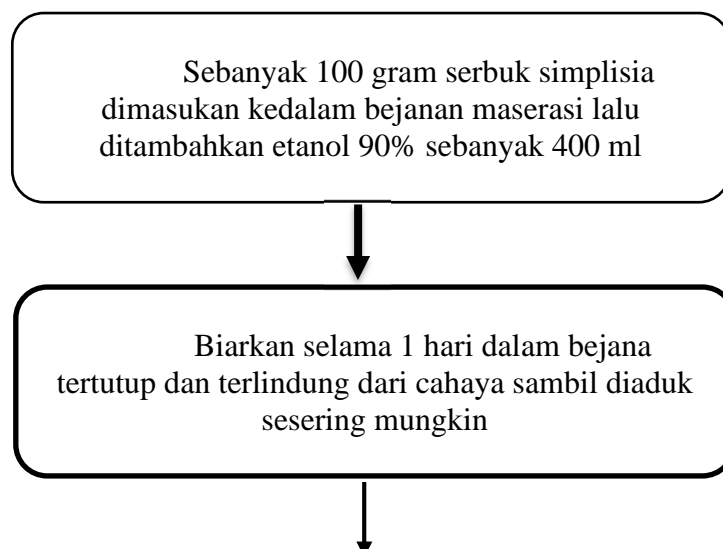 Sebanyak 100 gram serbuk simplisia
dimasukan kedalam bejanan maserasi lalu
ditambahkan etanol 90% sebanyak 400 ml
Biarkan selama 1 hari dalam bejana
tertutup dan terlindung dari cahaya sambil diaduk
sesering mungkin